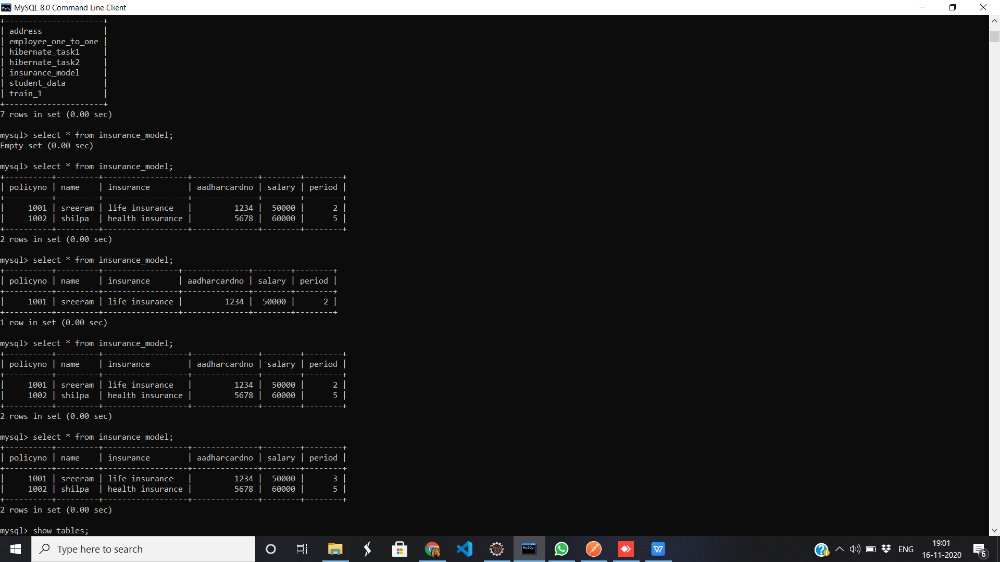 MySQL 8.0 Command Line Client
+---------------------+
| address             |
| employee_one_to_one |
| hibernate_task1     |
| hibernate_task2     |
| insurance_model     |
| student_data        |
| train_1             |
+---------------------+
7 rows in set (0.00 sec)
mysql> select * from insurance_model;
Empty set (0.00 sec)
mysql> select * from insurance_model;
+----------+---------+------------------+--------------+--------+--------+
| policyno | name    | insurance        | aadharcardno | salary | period |
+----------+---------+------------------+--------------+--------+--------+
|     1001 | sreeram | life insurance   |         1234 |  50000 |      2 |
|     1002 | shilpa  | health insurance |         5678 |  60000 |      5 |
+----------+---------+------------------+--------------+--------+--------+
2 rows in set (0.00 sec)
mysql> select * from insurance_model;
+----------+---------+----------------+--------------+--------+--------+
| policyno | name    | insurance      | aadharcardno | salary | period |
+----------+---------+----------------+--------------+--------+--------+
|     1001 | sreeram | life insurance |         1234 |  50000 |      2 |
+----------+---------+----------------+--------------+--------+--------+
1 row in set (0.00 sec)
mysql> select * from insurance_model;
+----------+---------+------------------+--------------+--------+--------+
| policyno | name    | insurance        | aadharcardno | salary | period |
+----------+---------+------------------+--------------+--------+--------+
|     1001 | sreeram | life insurance   |         1234 |  50000 |      2 |
|     1002 | shilpa  | health insurance |         5678 |  60000 |      5 |
+----------+---------+------------------+--------------+--------+--------+
2 rows in set (0.00 sec)
mysql> select * from insurance_model;
+----------+---------+------------------+--------------+--------+--------+
| policyno | name    | insurance        | aadharcardno | salary | period |
+----------+---------+------------------+--------------+--------+--------+
|     1001 | sreeram | life insurance   |         1234 |  50000 |      3 |
|     1002 | shilpa  | health insurance |         5678 |  60000 |      5 |
+----------+---------+------------------+--------------+--------+--------+
2 rows in set (0.00 sec)
mysql> show tables;
Type here to search
ENG
19:01
16-11-2020
6